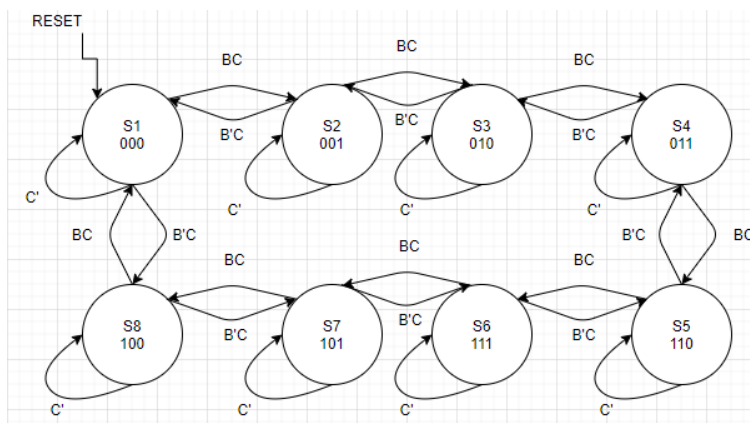 RESET
BC
BC
BC
S1
000
S2
001
S3
010
S4
011
B'C
B'C
B'C
C'
C'
C'
C'
BC
B'C
B'C
BC
BC
BC
BC
S8
100
S7
101
S6
111
S5
110
B'C
B'C
B'C
C'
C'
C'
C'